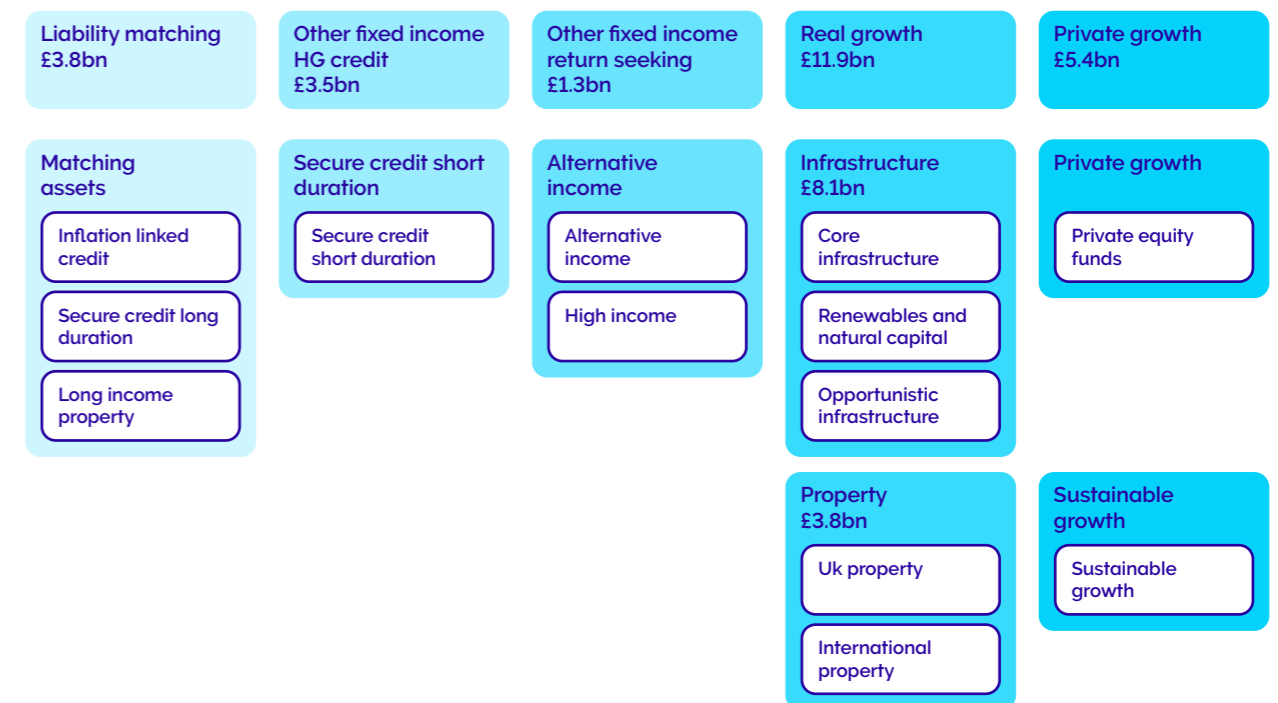 Liability matching
£3.8bn
Other fixed income
HG credit
£3.5bn
Other fixed income
return seeking
£1.3bn
Real growth
£11.9bn
Private growth
£5.4bn
Matching
assets
Inflation linked
credit
Secure credit long
duration
Long income
property
Secure credit short
duration
Secure credit
short duration
Alternative
income
Alternative
income
High income
Infrastructure
£8.1bn
Core
infrastructure
Renewables and
natural capital
Opportunistic
infrastructure
Private growth
Private equity
funds
Property
£3.8bn
Uk property
International
property
Sustainable
growth
Sustainable
growth